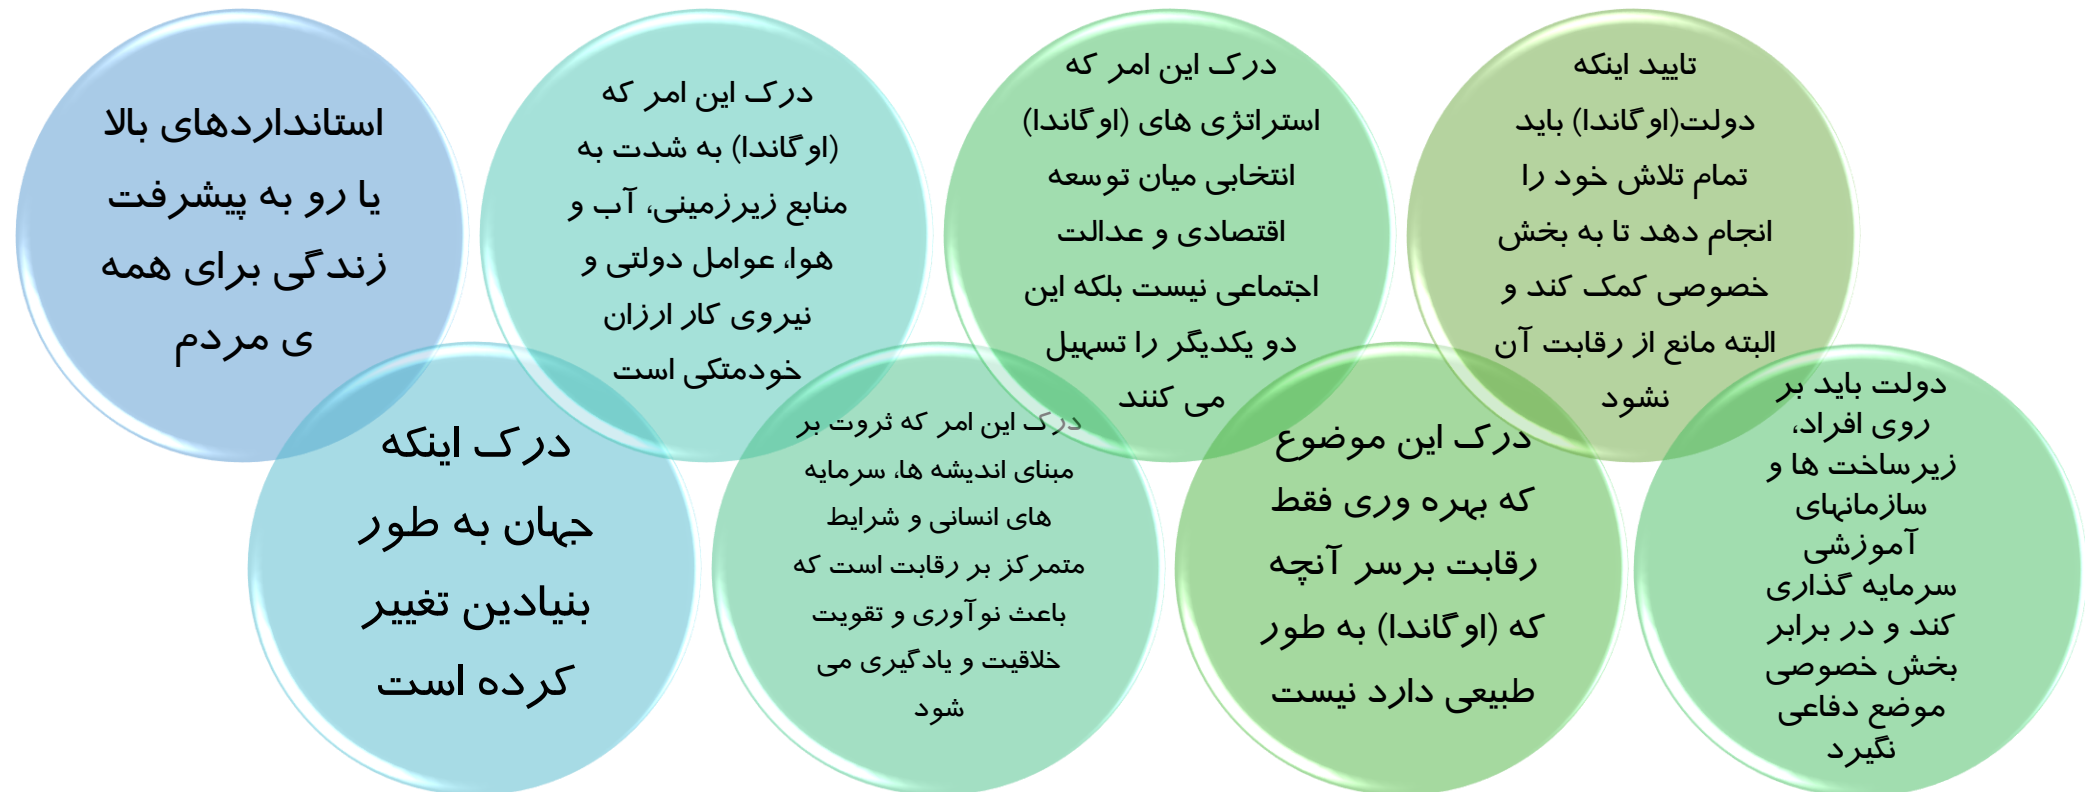 استانداردهای بالا
یا رو به پیشرفت
زندگی برای همه
ی مردم
درک اینکه
جهان به طور
بنیادین تغییر
کرده است
درک این امر که
(اوگاندا) به شدت به
منابع زیرزمینی، آب و
هوا، عوامل دولتی و
نیروی کار ارزان
خودمتکی است
درک این امر که ثروت بر
مبنای اندیشه ها، سرمایه
های انسانی و شرایط
متمرکز بر رقابت است که
باعث نوآوری و تقویت
خلاقیت و یادگیری می
شود
درک این امر که
استراتژی های (اوگاندا)
انتخابی میان توسعه
اقتصادی و عدالت
اجتماعی نیست بلکه این
دو یکدیگر را تسهیل
می کنند
درک این موضوع
که بهره وری فقط
رقابت برسر آنچه
که (اوگاندا) به طور
طبیعی دارد نیست
تایید اینکه
دولت(اوگاندا) باید
تمام تلاش خود را
انجام دهد تا به بخش
خصوصی کمک کند و
البته مانع از رقابت آن
نشود
دولت باید بر
روی افراد،
زیرساخت ها و
سازمانهای
آموزشی
سرمایه گذاری
کند و در برابر
بخش خصوصی
موضع دفاعی
نگیرد